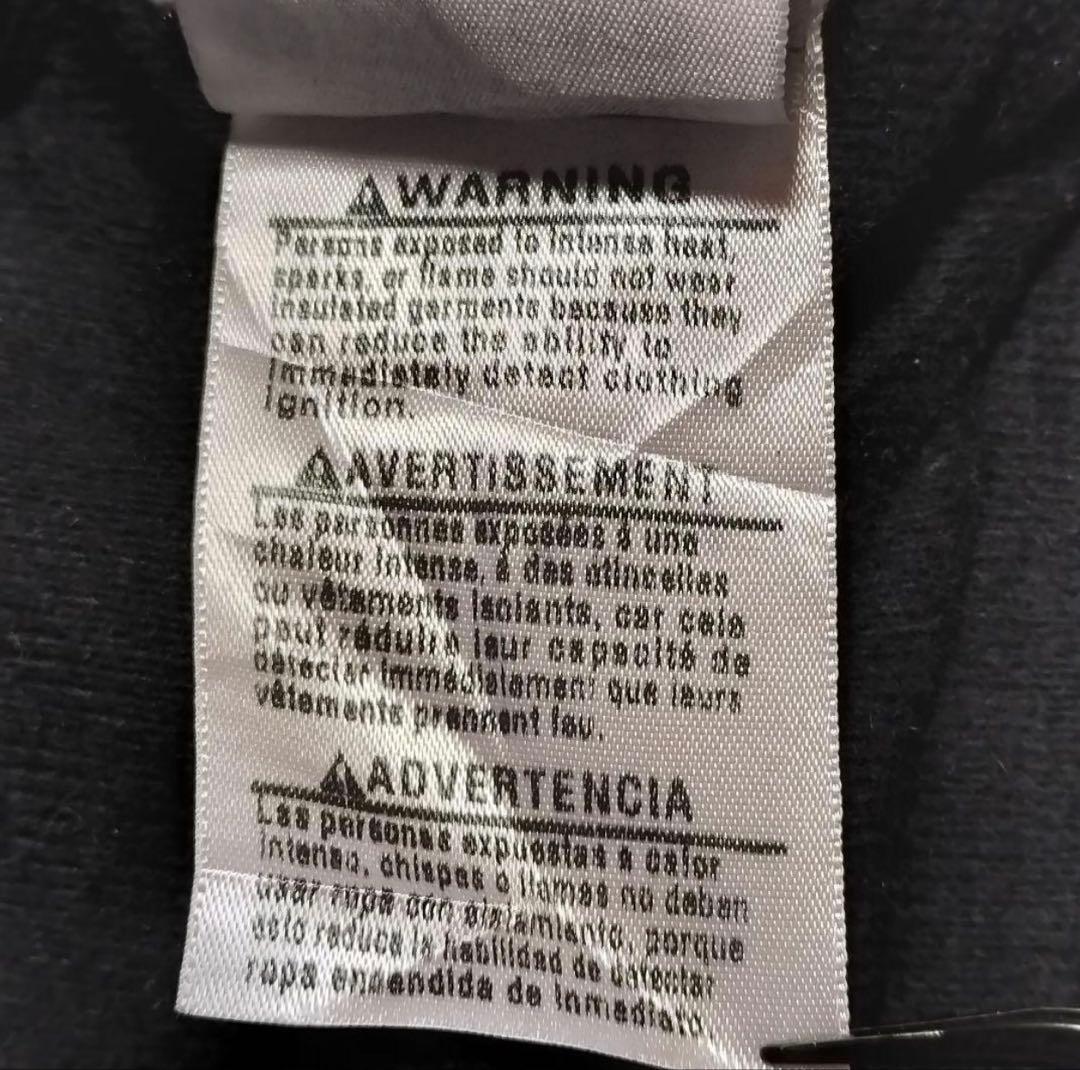 ⚠WARNING
Persons exposed to intense heat
sparks, or flame should not wear
insulated garments because they
can reduce the ability to
immediately detect clothing
ignition.
⚠AVERTISSEMENT
Les personnes exposées à une
chaleur intense, à des etincelles
ou vêtements isolants, car cela
peut réduire leur capacité de
detecter immediatement que leurs
vêtements prennent feu.
⚠ADVERTENCIA
Las personas expuestas a calor
intenso, chispas o llamas no deben
usar ropa con aislamiento, porque
esto reduce la habilidad de detectar
ropa encendida de inmediato